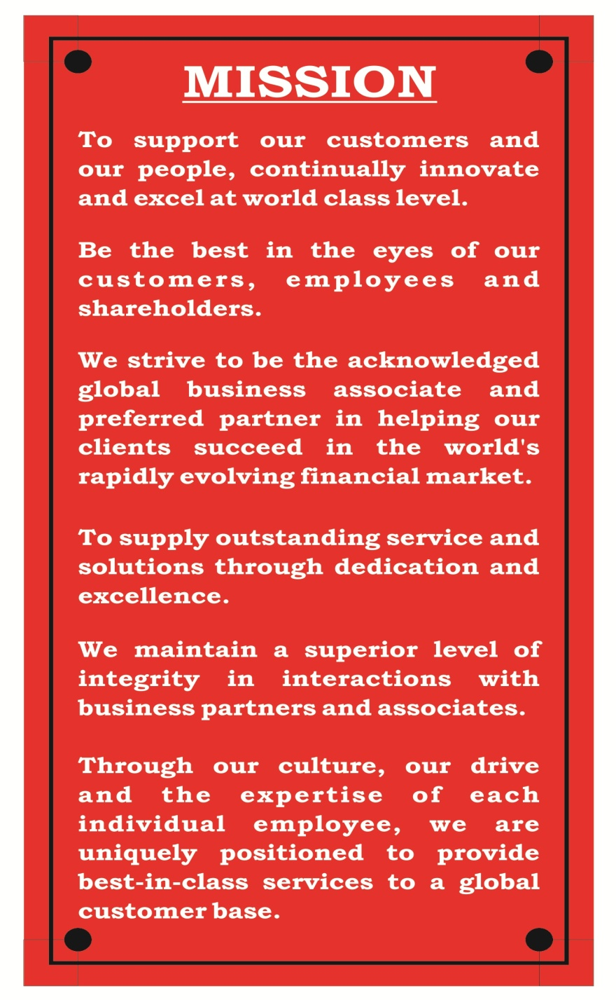 MISSION
To support our customers and
our people, continually innovate
and excel at world class level.
Be the best in the eyes of our
customers, employees and
shareholders.
We strive to be the acknowledged
global business associate and
preferred partner in helping our
clients succeed in the world's
rapidly evolving financial market.
To supply outstanding service and
solutions through dedication and
excellence.
We maintain a superior level of
integrity in interactions with
business partners and associates.
Through our culture, our drive
and the expertise of each
individual employee, we are
uniquely positioned to provide
best-in-class services to a global
customer base.